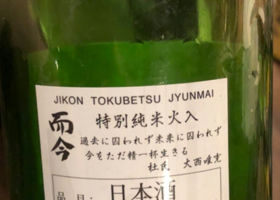 JIKON TOKUBETSU JYUNMAI
而今
特別純米火入
過去に囚われず未来に囚われず
今をただ精一杯生きる
杜氏 大西唯克
品目:日本酒